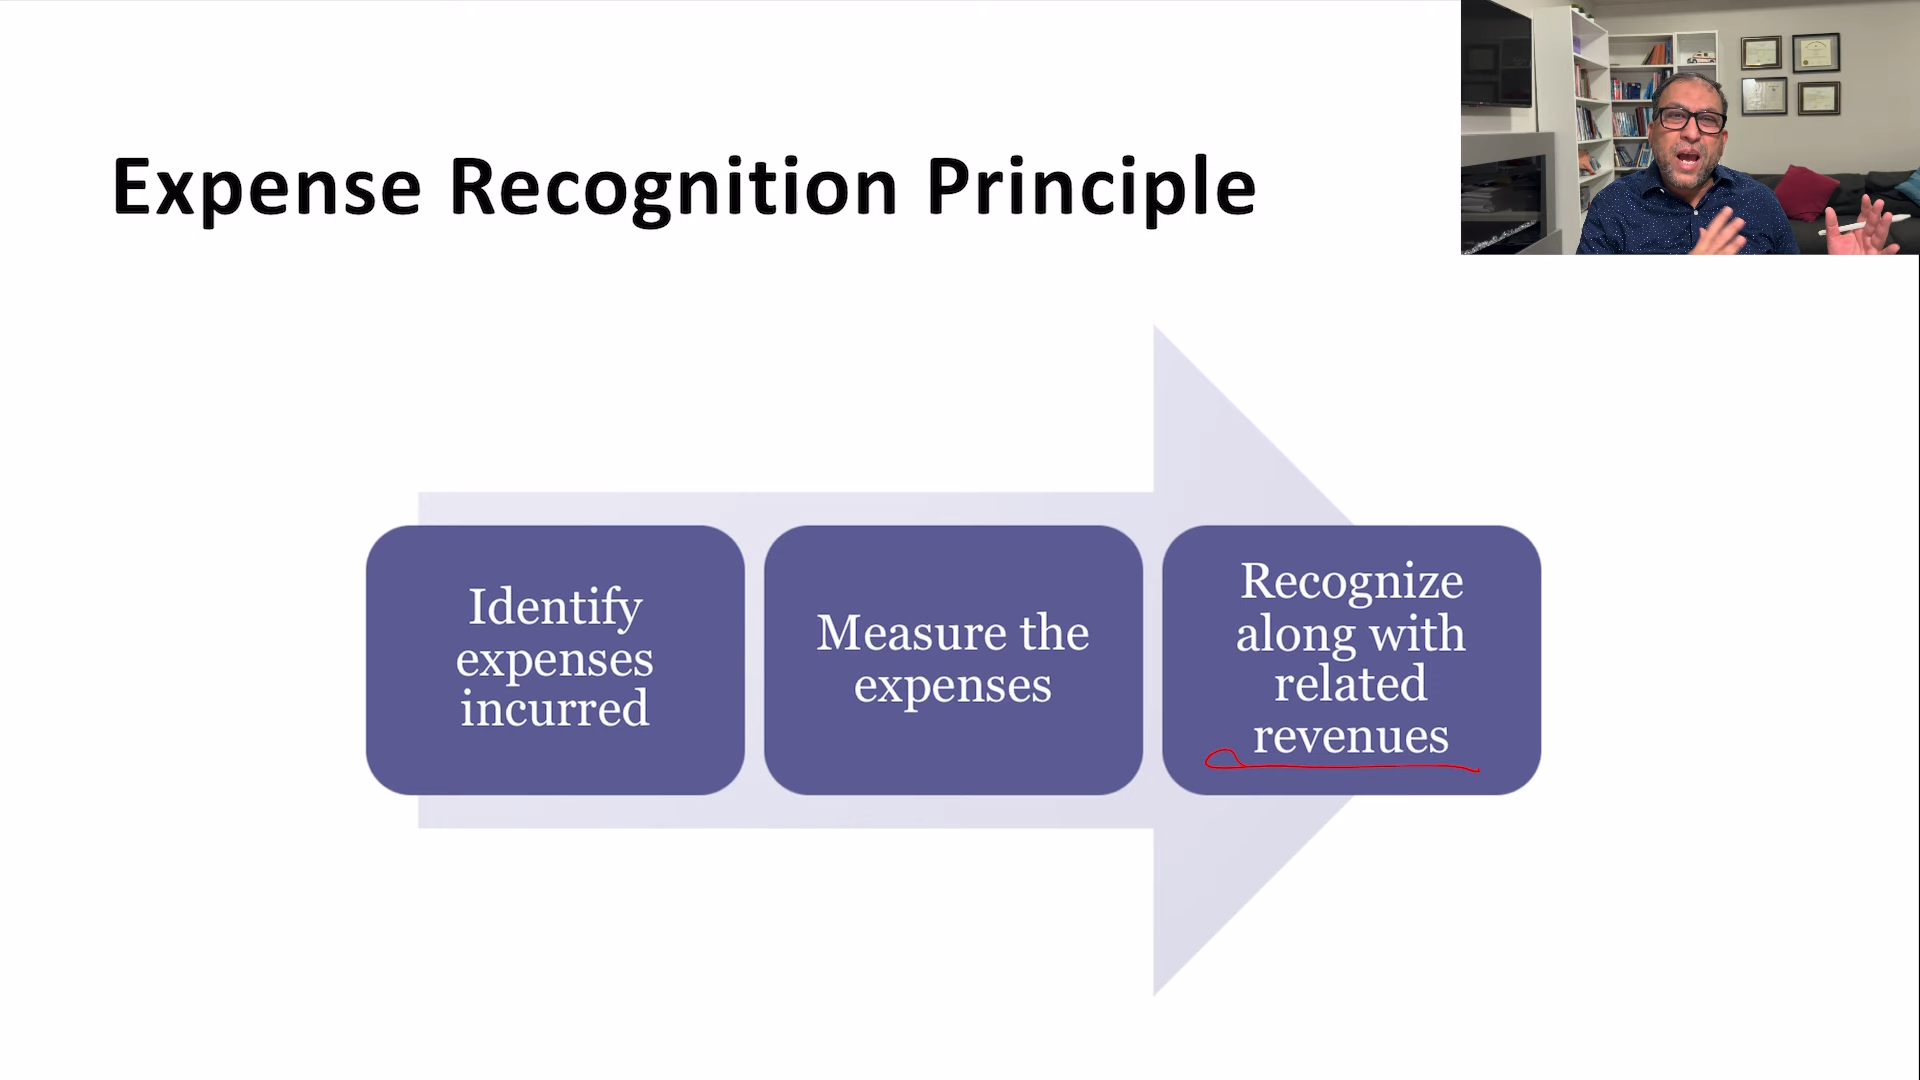 Expense Recognition Principle
Identify
expenses
incurred
Measure the
expenses
Recognize
along with
related
revenues